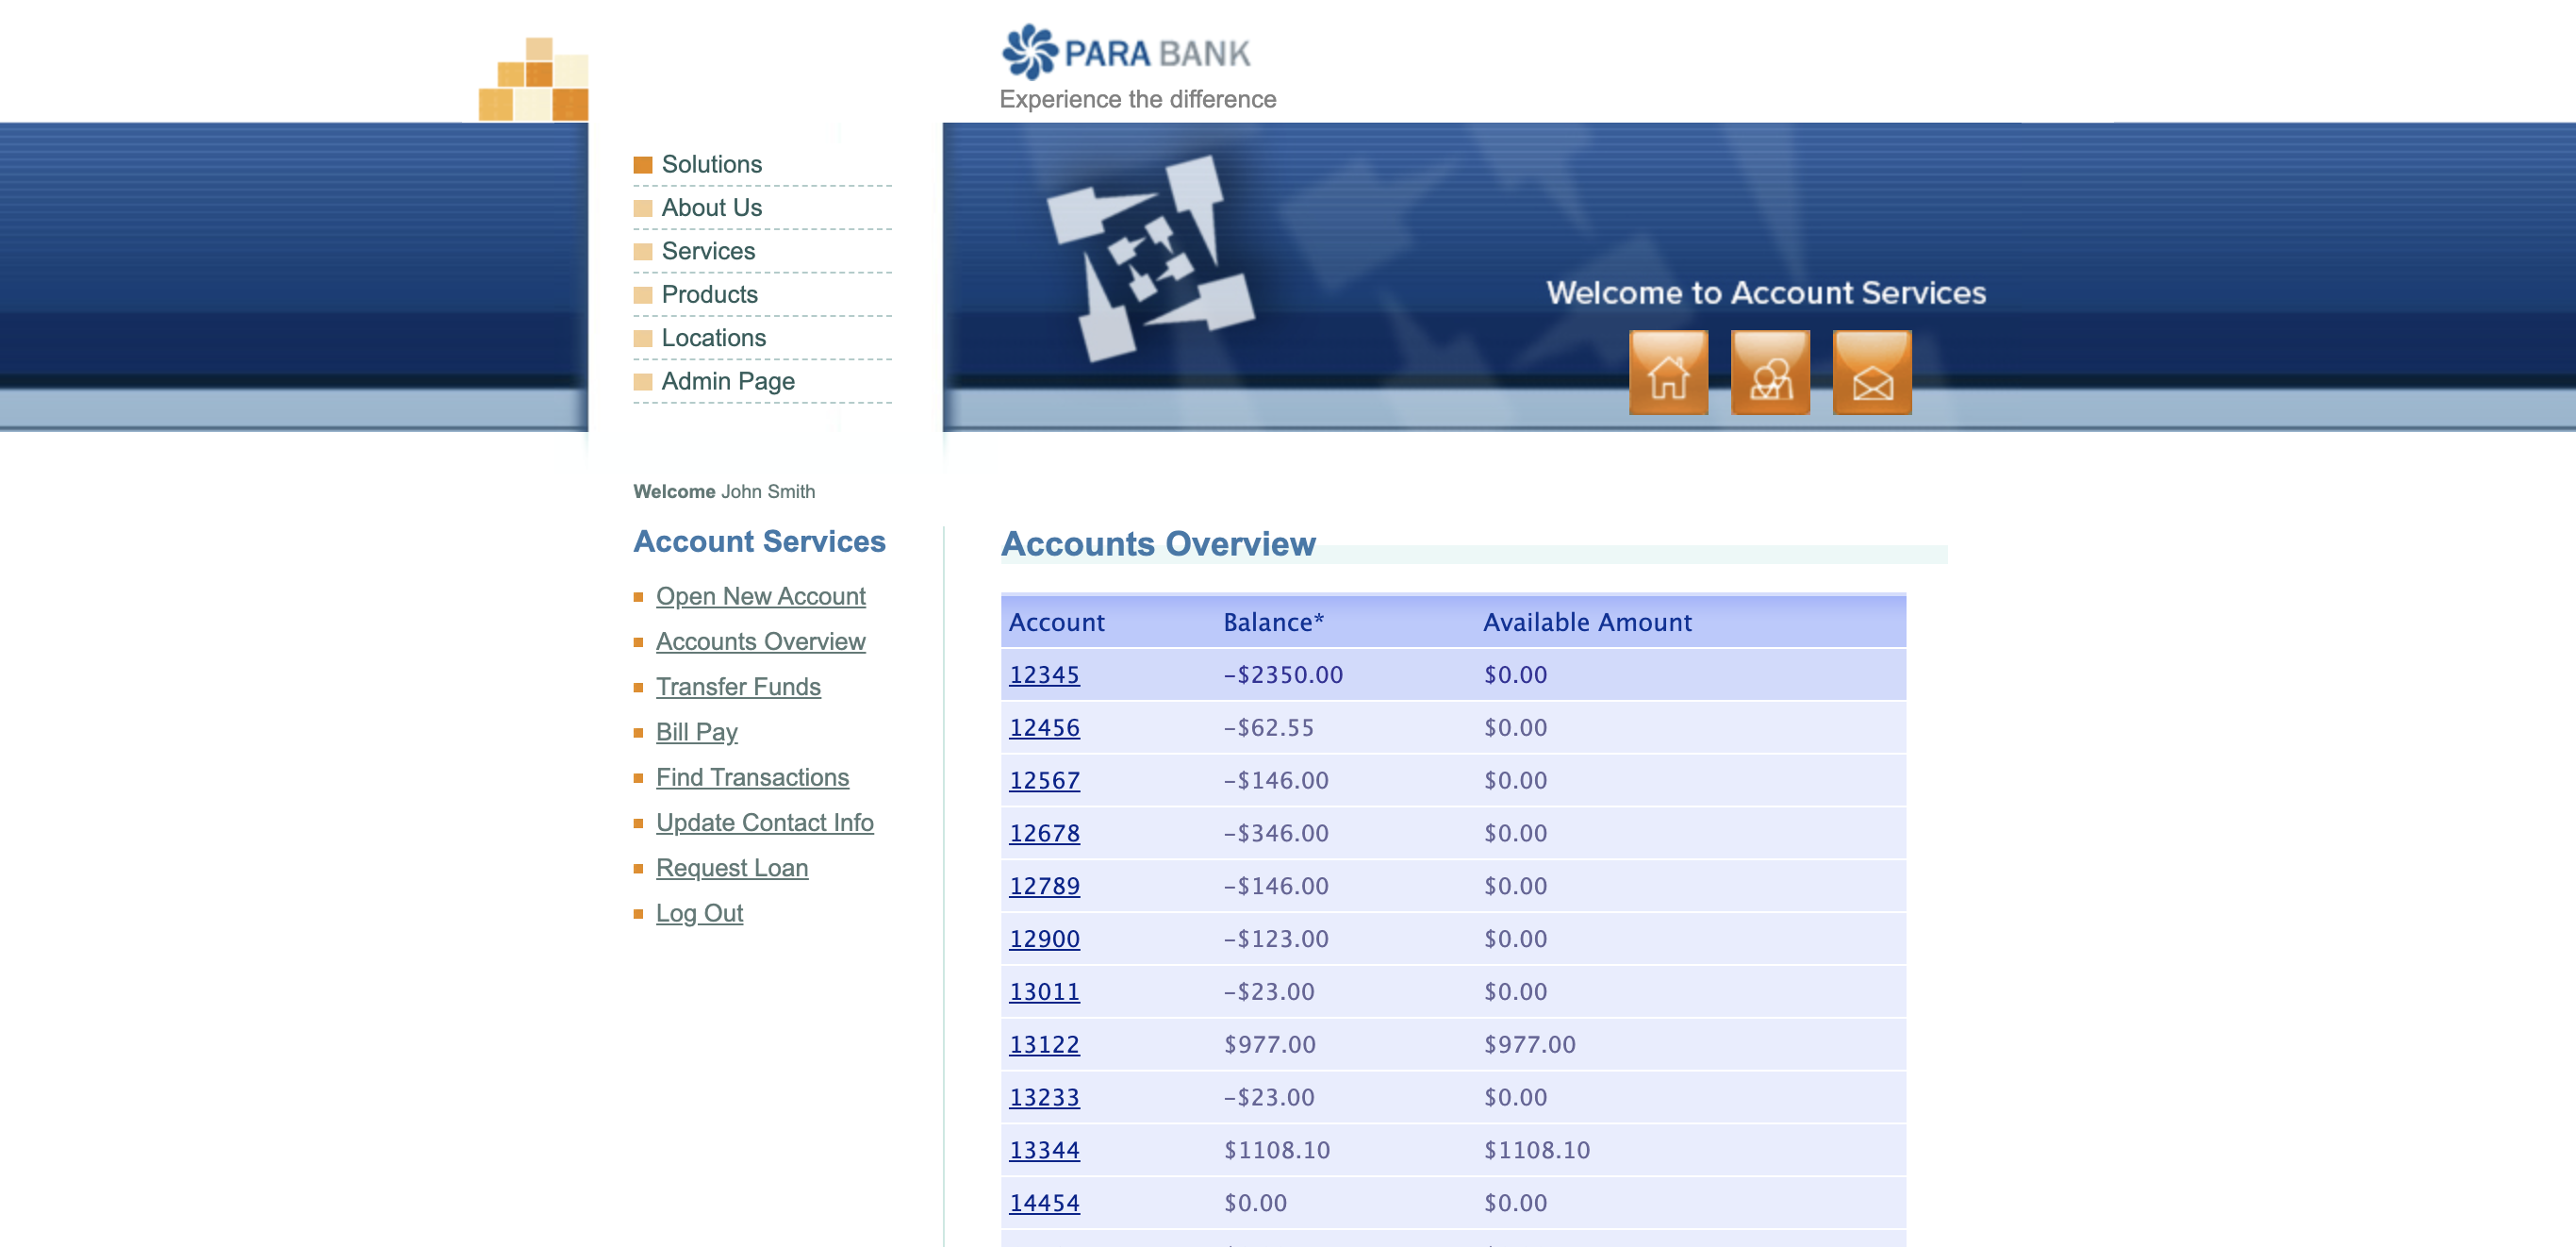 PARA BANK
Experience the difference
Solutions
About Us
Services
Products
Locations
Admin Page
Welcome to Account Services
Welcome John Smith
Account Services
Open New Account
Accounts Overview
Transfer Funds
Bill Pay
Find Transactions
Update Contact Info
Request Loan
Log Out
Accounts Overview
Account Balance* Available Amount
12345 -$2350.00 $0.00
12456 -$62.55 $0.00
12567 -$146.00 $0.00
12678 -$346.00 $0.00
12789 -$146.00 $0.00
12900 -$123.00 $0.00
13011 -$23.00 $0.00
13122 $977.00 $977.00
13233 -$23.00 $0.00
13344 $1108.10 $1108.10
14454 $0.00 $0.00